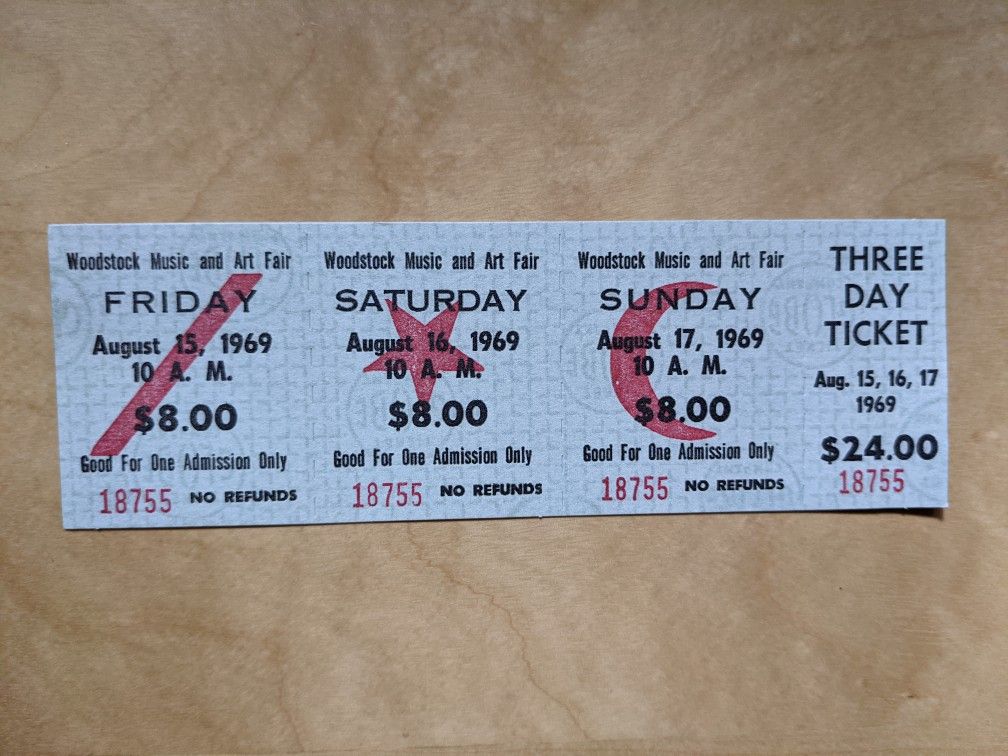 Woodstock Music and Art Fair
FRIDAY
August 15, 1969
10 A. M.
$8.00
Good For One Admission Only
18755 NO REFUNDS
Woodstock Music and Art Fair
SATURDAY
August 16, 1969
10 A. M.
$8.00
Good For One Admission Only
18755 NO REFUNDS
Woodstock Music and Art Fair
SUNDAY
August 17, 1969
10 A. M.
$8.00
Good For One Admission Only
18755 NO REFUNDS
THREE
DAY
TICKET
Aug. 15, 16, 17
1969
$24.00
18755